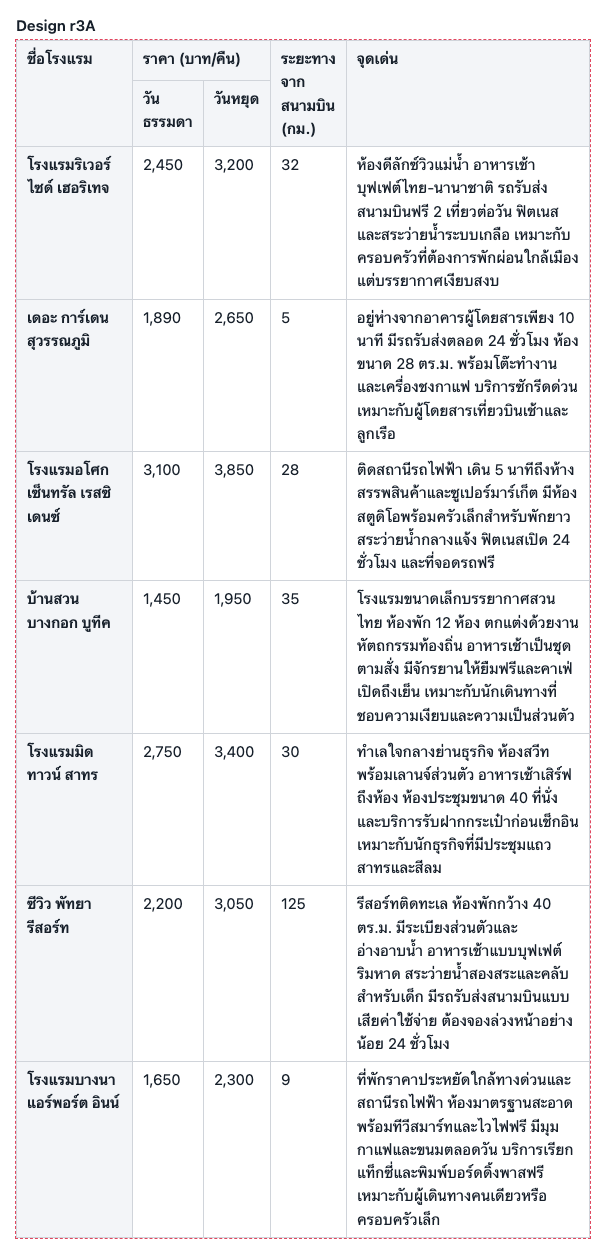 Design r3A
ชื่อโรงแรม
ราคา (บาท/คืน)
ระยะทาง
จาก
สนามบิน
(กม.)
จุดเด่น
วัน
ธรรมดา
วันหยุด
โรงแรมริเวอร์
ไซด์ เฮอริเทจ
2,450
3,200
32
ห้องดีลักซ์วิวแม่น้ำ อาหารเช้า
บุฟเฟต์ไทย-นานาชาติ รถรับส่ง
สนามบินฟรี 2 เที่ยวต่อวัน ฟิตเนส
และสระว่ายน้ำระบบเกลือ เหมาะกับ
ครอบครัวที่ต้องการพักผ่อนใกล้เมือง
แต่บรรยากาศเงียบสงบ
เดอะ การ์เดน
สุวรรณภูมิ
1,890
2,650
5
อยู่ห่างจากอาคารผู้โดยสารเพียง 10
นาที มีรถรับส่งตลอด 24 ชั่วโมง ห้อง
ขนาด 28 ตร.ม. พร้อมโต๊ะทำงาน
และเครื่องชงกาแฟ บริการซักรีดด่วน
เหมาะกับผู้โดยสารเที่ยวบินเช้าและ
ลูกเรือ
โรงแรมอโศก
เซ็นทรัล เรสซิ
เดนซ์
3,100
3,850
28
ติดสถานีรถไฟฟ้า เดิน 5 นาทีถึงห้าง
สรรพสินค้าและซูเปอร์มาร์เก็ต มีห้อง
สตูดิโอพร้อมครัวเล็กสำหรับพักยาว
สระว่ายน้ำกลางแจ้ง ฟิตเนสเปิด 24
ชั่วโมง และที่จอดรถฟรี
บ้านสวน
บางกอก บูทีค
1,450
1,950
35
โรงแรมขนาดเล็กบรรยากาศสวน
ไทย ห้องพัก 12 ห้อง ตกแต่งด้วยงาน
หัตถกรรมท้องถิ่น อาหารเช้าเป็นชุด
ตามสั่ง มีจักรยานให้ยืมฟรีและคาเฟ่
เปิดถึงเย็น เหมาะกับนักเดินทางที่
ชอบความเงียบและความเป็นส่วนตัว
โรงแรมมิด
ทาวน์ สาทร
2,750
3,400
30
ทำเลใจกลางย่านธุรกิจ ห้องสวีท
พร้อมเลานจ์ส่วนตัว อาหารเช้าเสิร์ฟ
ถึงห้อง ห้องประชุมขนาด 40 ที่นั่ง
และบริการรับฝากกระเป๋าก่อนเช็กอิน
เหมาะกับนักธุรกิจที่มีประชุมแถว
สาทรและสีลม
ซีวิว พัทยา
รีสอร์ท
2,200
3,050
125
รีสอร์ทติดทะเล ห้องพักกว้าง 40
ตร.ม. มีระเบียงส่วนตัวและ
อ่างอาบน้ำ อาหารเช้าแบบบุฟเฟต์
ริมหาด สระว่ายน้ำสองสระและคลับ
สำหรับเด็ก มีรถรับส่งสนามบินแบบ
เสียค่าใช้จ่าย ต้องจองล่วงหน้าอย่าง
น้อย 24 ชั่วโมง
โรงแรมบางนา
แอร์พอร์ต อินน์
1,650
2,300
9
ที่พักราคาประหยัดใกล้ทางด่วนและ
สถานีรถไฟฟ้า ห้องมาตรฐานสะอาด
พร้อมทีวีสมาร์ทและไวไฟฟรี มีมุม
กาแฟและขนมตลอดวัน บริการเรียก
แท็กซี่และพิมพ์บอร์ดดิ้งพาสฟรี
เหมาะกับผู้เดินทางคนเดียวหรือ
ครอบครัวเล็ก